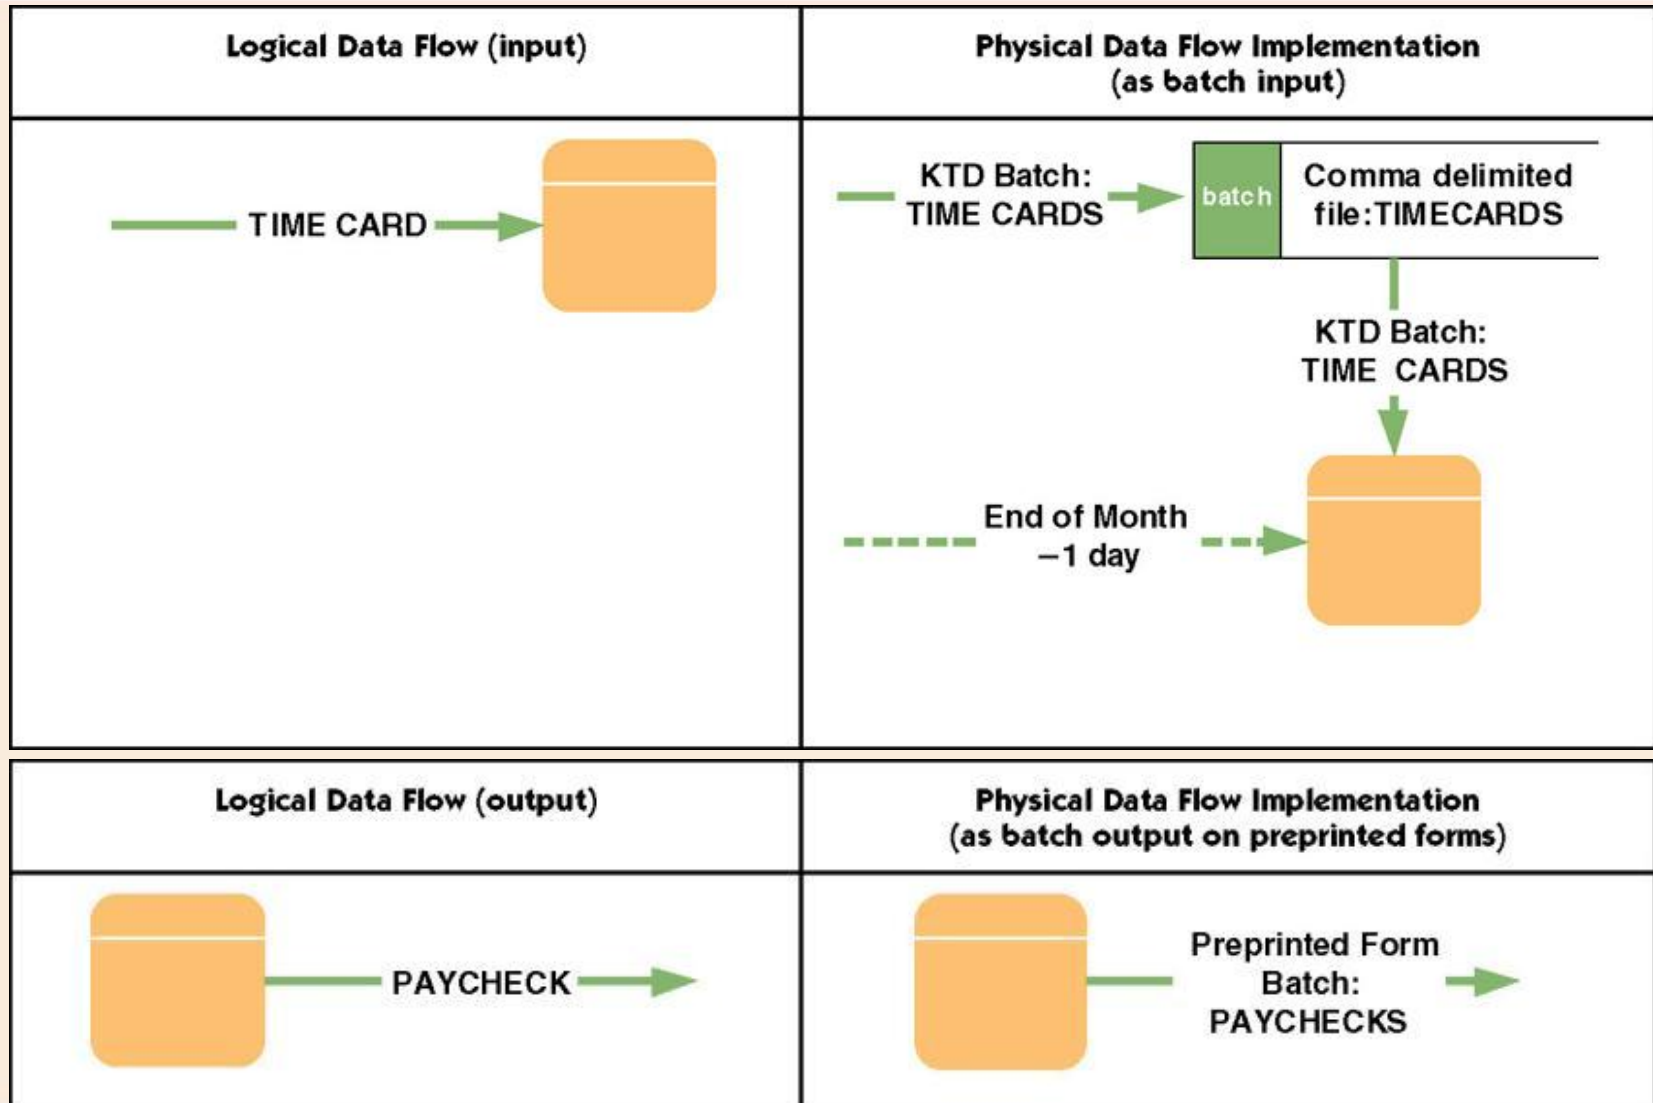 Logical Data Flow (input)
Physical Data Flow Implementation
(as batch input)
TIME CARD
KTD Batch:
TIME CARDS
batch
Comma delimited
file:TIMECARDS
KTD Batch:
TIME CARDS
End of Month
–1 day
Logical Data Flow (output)
Physical Data Flow Implementation
(as batch output on preprinted forms)
PAYCHECK
Preprinted Form
Batch:
PAYCHECKS